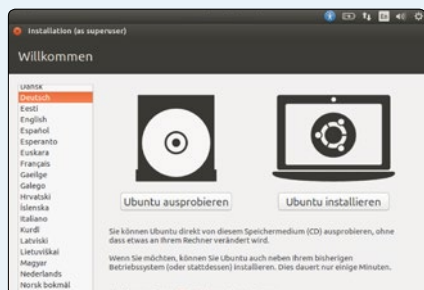 En
Installation (as superuser)
Willkommen
Dansk
Deutsch
Eesti
English
Español
Esperanto
Euskara
Français
Gaeilge
Galego
Hrvatski
Íslenska
Italiano
Kurdî
Latviski
Lietuviškai
Magyar
Nederlands
Norsk bokmål
Ubuntu ausprobieren
Ubuntu installieren
Sie können Ubuntu direkt von diesem Speichermedium (CD) ausprobieren, ohne
dass etwas an Ihrem Rechner verändert wird.
Wenn Sie möchten, können Sie Ubuntu auch neben Ihrem bisherigen
Betriebssystem (oder stattdessen) installieren. Dies dauert nur einige Minuten.